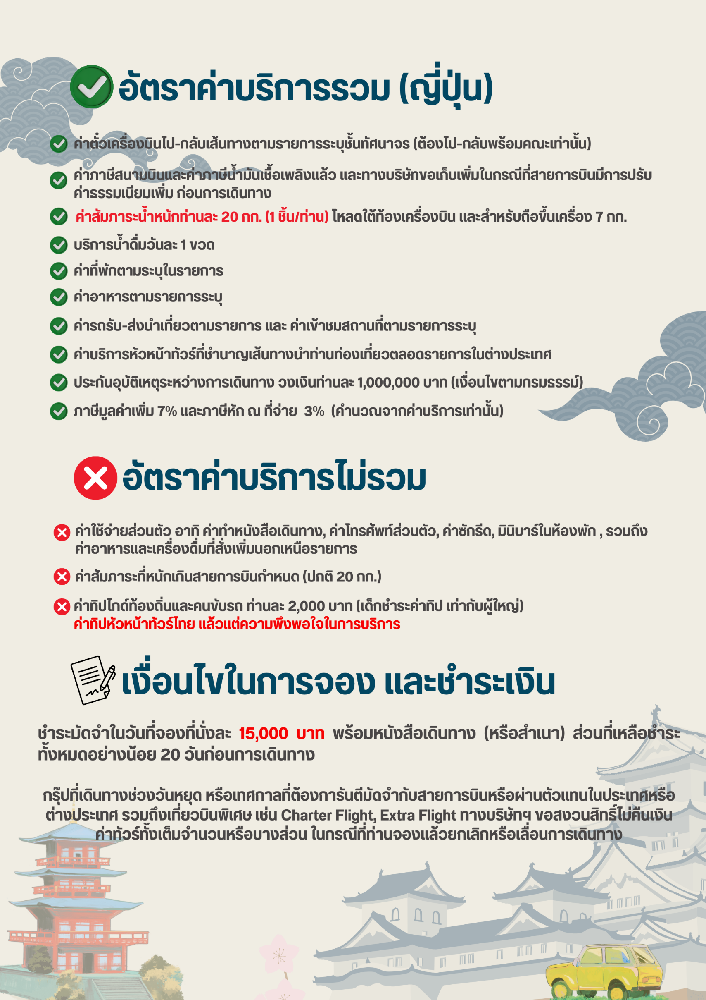 อัตราค่าบริการรวม (ญี่ปุ่น)
ค่าตั๋วเครื่องบินไป-กลับเส้นทางตามรายการระบุชั้นทัศนาจร (ต้องไป-กลับพร้อมคณะเท่านั้น)
ค่าภาษีสนามบินและค่าภาษีน้ำมันเชื้อเพลิงแล้ว และทางบริษัทขอเก็บเพิ่มในกรณีที่สายการบินมีการปรับ
ค่าธรรมเนียมเพิ่ม ก่อนการเดินทาง
ค่าสัมภาระน้ำหนักท่านละ 20 กก. (1 ชิ้น/ท่าน) โหลดใต้ท้องเครื่องบิน และสำหรับถือขึ้นเครื่อง 7 กก.
บริการน้ำดื่มวันละ 1 ขวด
ค่าที่พักตามระบุในรายการ
ค่าอาหารตามรายการระบุ
ค่ารถรับ-ส่งนำเที่ยวตามรายการ และ ค่าเข้าชมสถานที่ตามรายการระบุ
ค่าบริการหัวหน้าทัวร์ที่ชำนาญเส้นทางนำท่านท่องเที่ยวตลอดรายการในต่างประเทศ
ประกันอุบัติเหตุระหว่างการเดินทาง วงเงินท่านละ 1,000,000 บาท (เงื่อนไขตามกรมธรรม์)
ภาษีมูลค่าเพิ่ม 7% และภาษีหัก ณ ที่จ่าย 3% (คำนวณจากค่าบริการเท่านั้น)
อัตราค่าบริการไม่รวม
ค่าใช้จ่ายส่วนตัว อาทิ ค่าทำหนังสือเดินทาง, ค่าโทรศัพท์ส่วนตัว, ค่าซักรีด, มินิบาร์ในห้องพัก , รวมถึง
ค่าอาหารและเครื่องดื่มที่สั่งเพิ่มนอกเหนือรายการ
ค่าสัมภาระที่หนักเกินสายการบินกำหนด (ปกติ 20 กก.)
ค่าทิปไกด์ท้องถิ่นและคนขับรถ ท่านละ 2,000 บาท (เด็กชำระค่าทิป เท่ากับผู้ใหญ่)
ค่าทิปหัวหน้าทัวร์ไทย แล้วแต่ความพึงพอใจในการบริการ
เงื่อนไขในการจอง และชำระเงิน
ชำระมัดจำในวันที่จองที่นั่งละ 15,000 บาท พร้อมหนังสือเดินทาง (หรือสำเนา) ส่วนที่เหลือชำระ
ทั้งหมดอย่างน้อย 20 วันก่อนการเดินทาง
กรุ๊ปที่เดินทางช่วงวันหยุด หรือเทศกาลที่ต้องการันตีมัดจำกับสายการบินหรือผ่านตัวแทนในประเทศหรือ
ต่างประเทศ รวมถึงเที่ยวบินพิเศษ เช่น Charter Flight, Extra Flight ทางบริษัทฯ ขอสงวนสิทธิ์ไม่คืนเงิน
ค่าทัวร์ทั้งเต็มจำนวนหรือบางส่วน ในกรณีที่ท่านจองแล้วยกเลิกหรือเลื่อนการเดินทาง